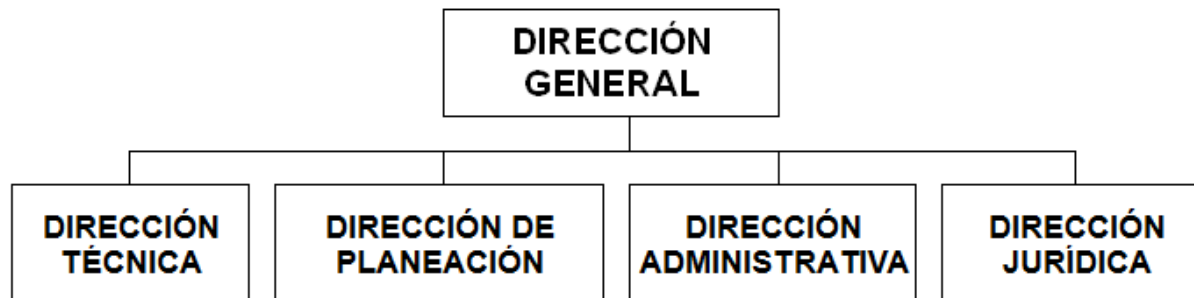 DIRECCIÓN
GENERAL
DIRECCIÓN
TÉCNICA
DIRECCIÓN DE
PLANEACIÓN
DIRECCIÓN
ADMINISTRATIVA
DIRECCIÓN
JURÍDICA